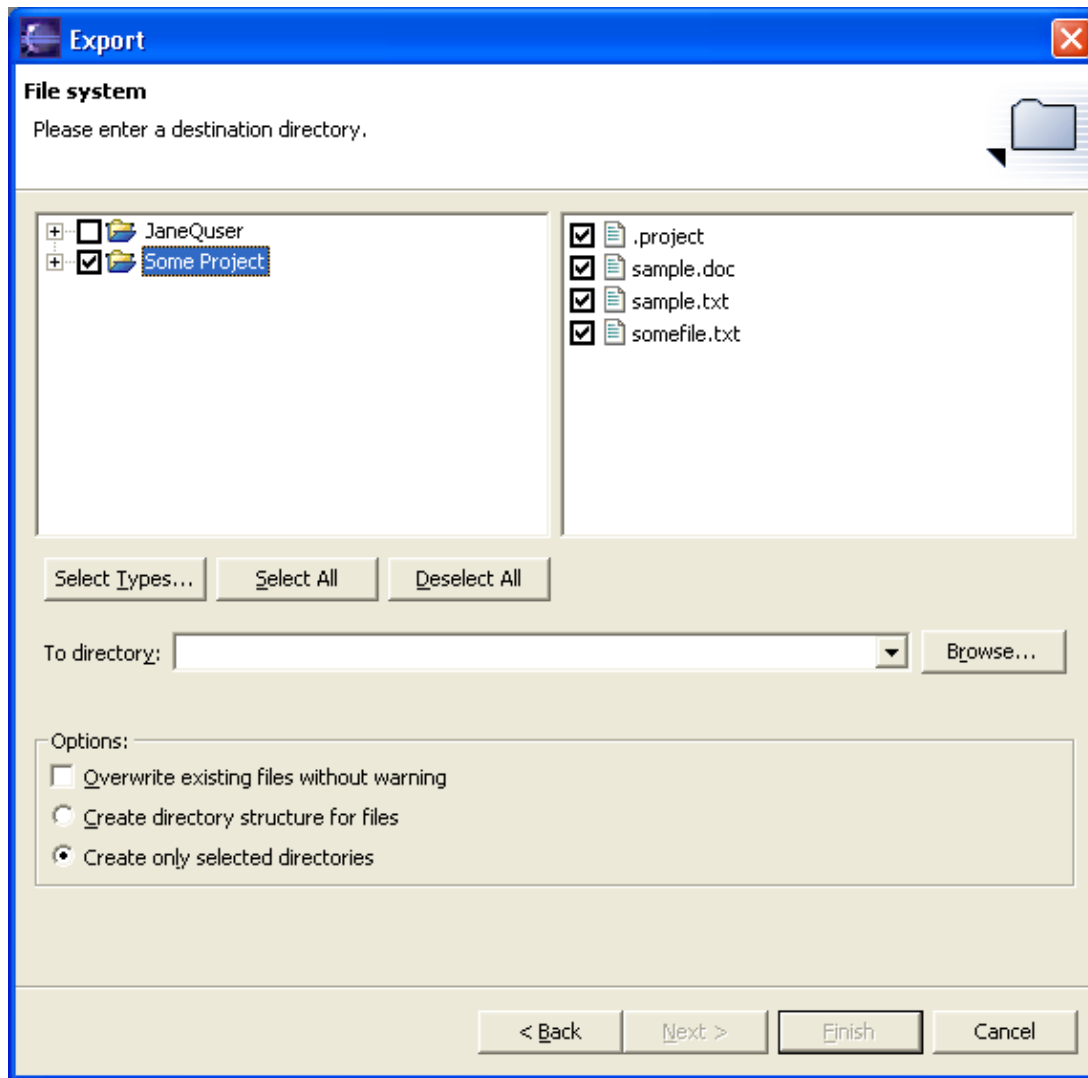 Export
File system
Please enter a destination directory.
JaneQuser
Some Project
.project
sample.doc
sample.txt
somefile.txt
Select Types...
Select All
Deselect All
To directory:
Browse...
Options:
Overwrite existing files without warning
Create directory structure for files
Create only selected directories
< Back
Next >
Finish
Cancel